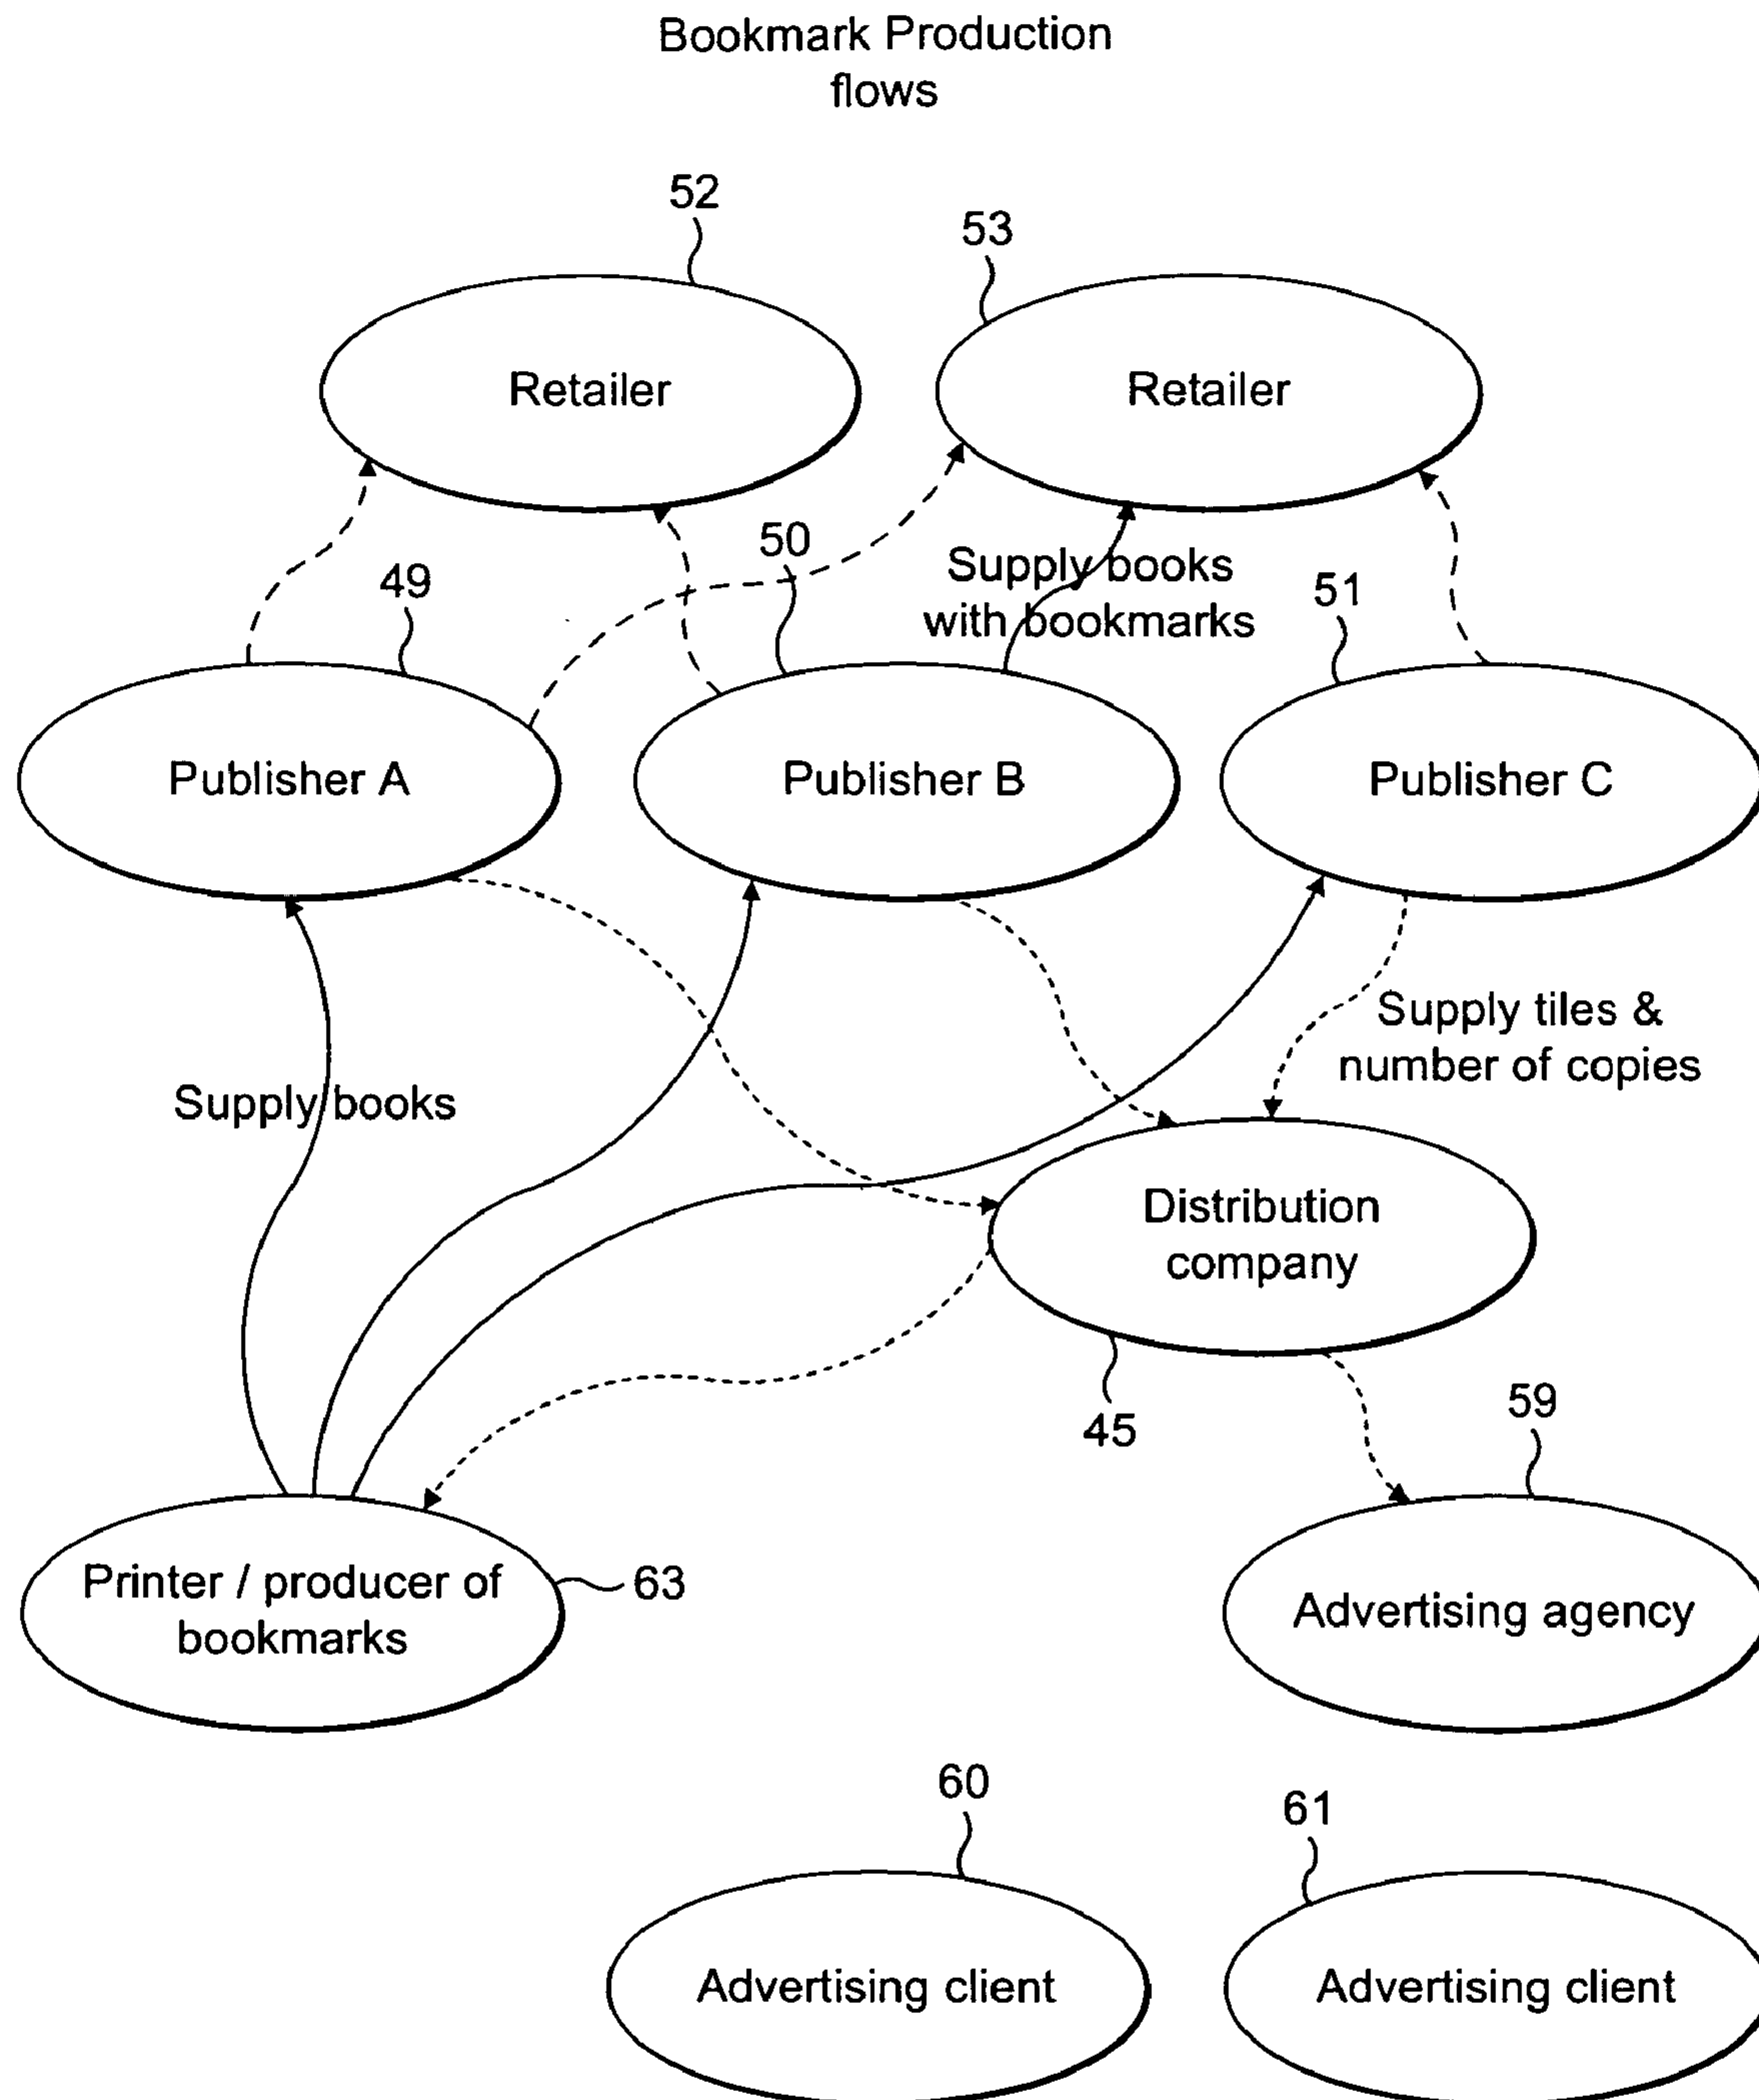 Bookmark Production
flows
52
53
Retailer
Retailer
50
Supply books
with bookmarks
49
51
Publisher A
Publisher B
Publisher C
Supply tiles &
number of copies
Supply books
Distribution
company
45
59
Printer / producer of
bookmarks
63
Advertising agency
60
61
Advertising client
Advertising client